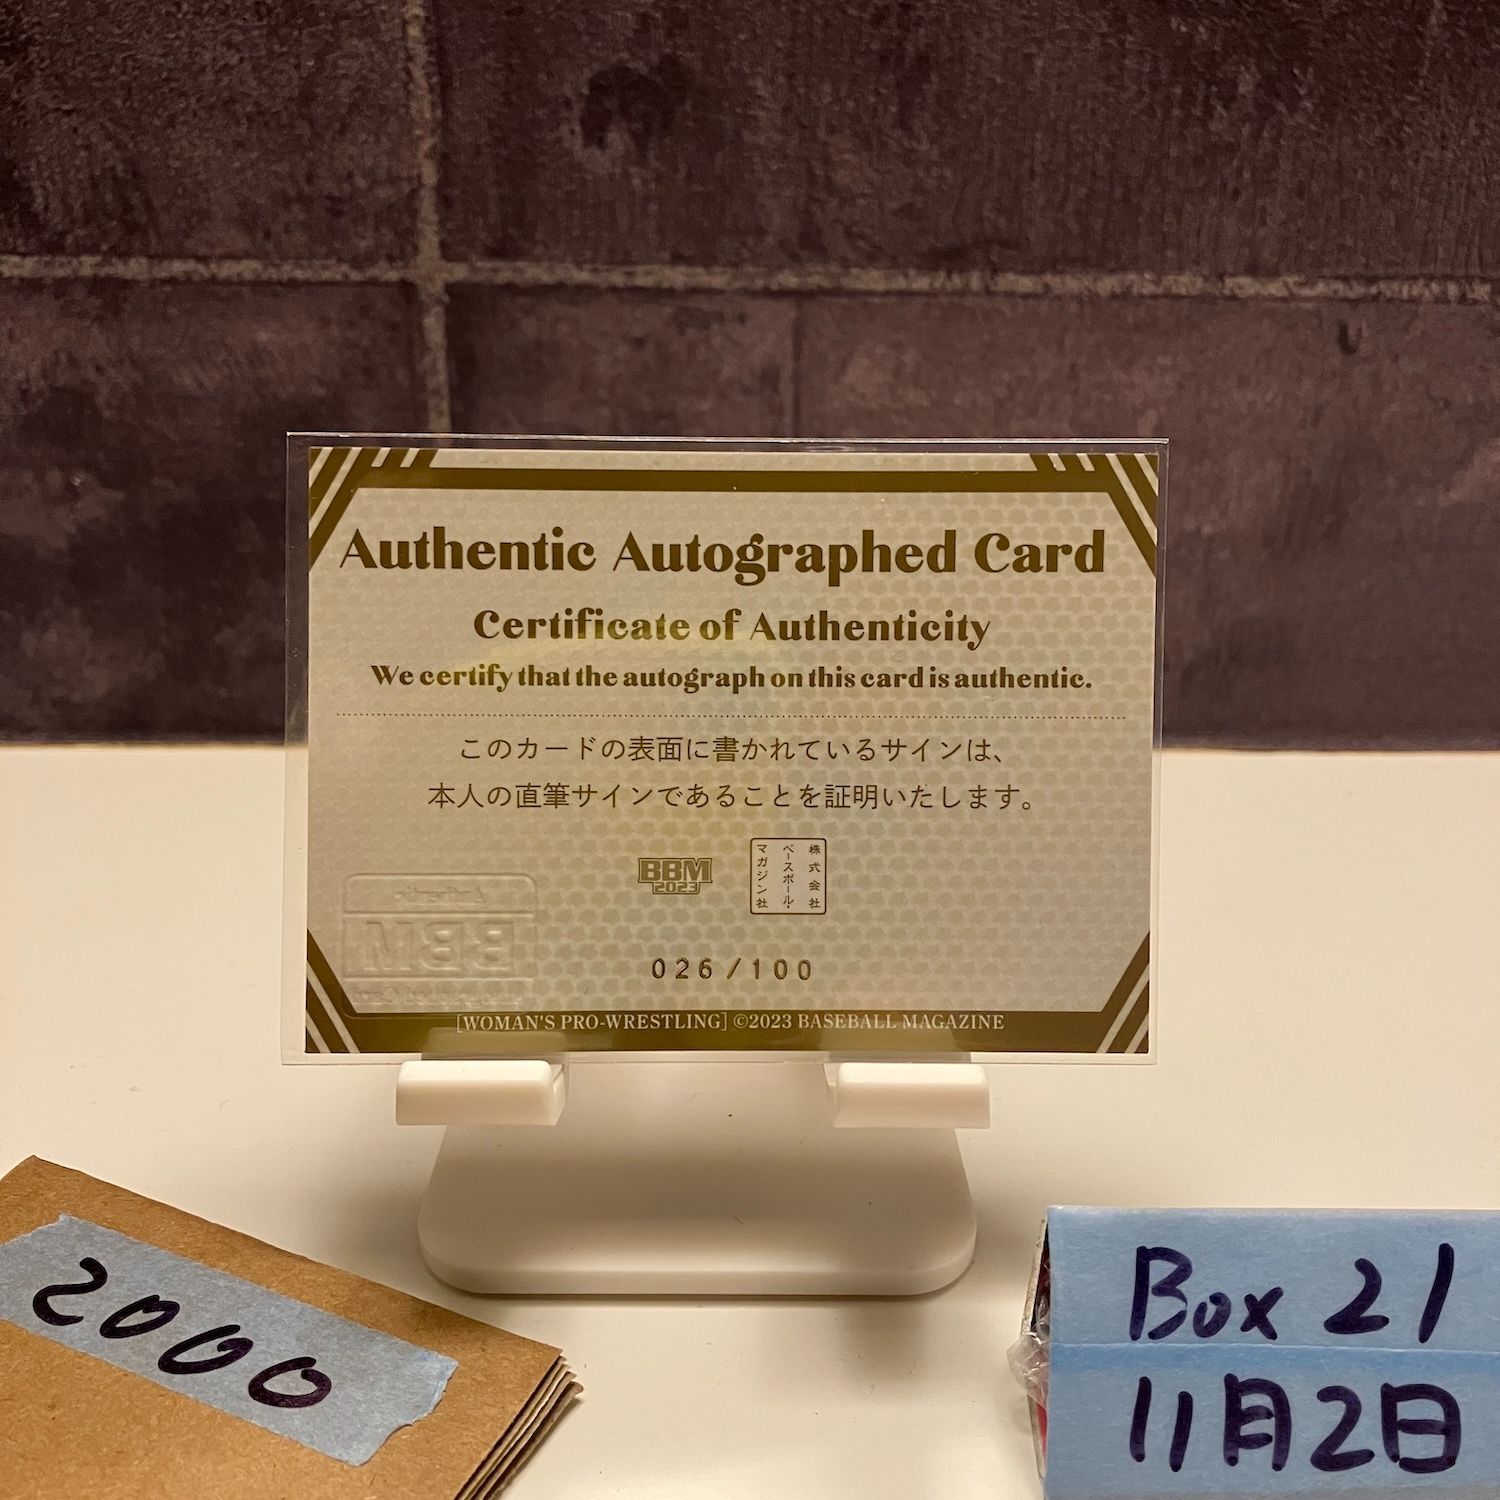 Authentic Autographed Card
Certificate of Authenticity
We certify that the autograph on this card is authentic.
このカードの表面に書かれているサインは、
本人の直筆サインであることを証明いたします。
BBM
2023
株式会社
ベースボール・
マガジン社
BBM
026/100
[WOMAN'S PRO-WRESTLING] ©2023 BASEBALL MAGAZINE
2000
Box 21
11月2日